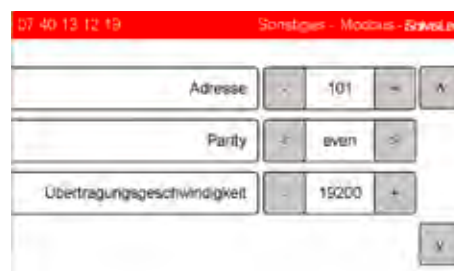 07 40 13 12 19 Sonstiges - Modbus -
Adresse - 101 ^
Parity < even >
Übertragungsgeschwindigkeit - 19200 +
v